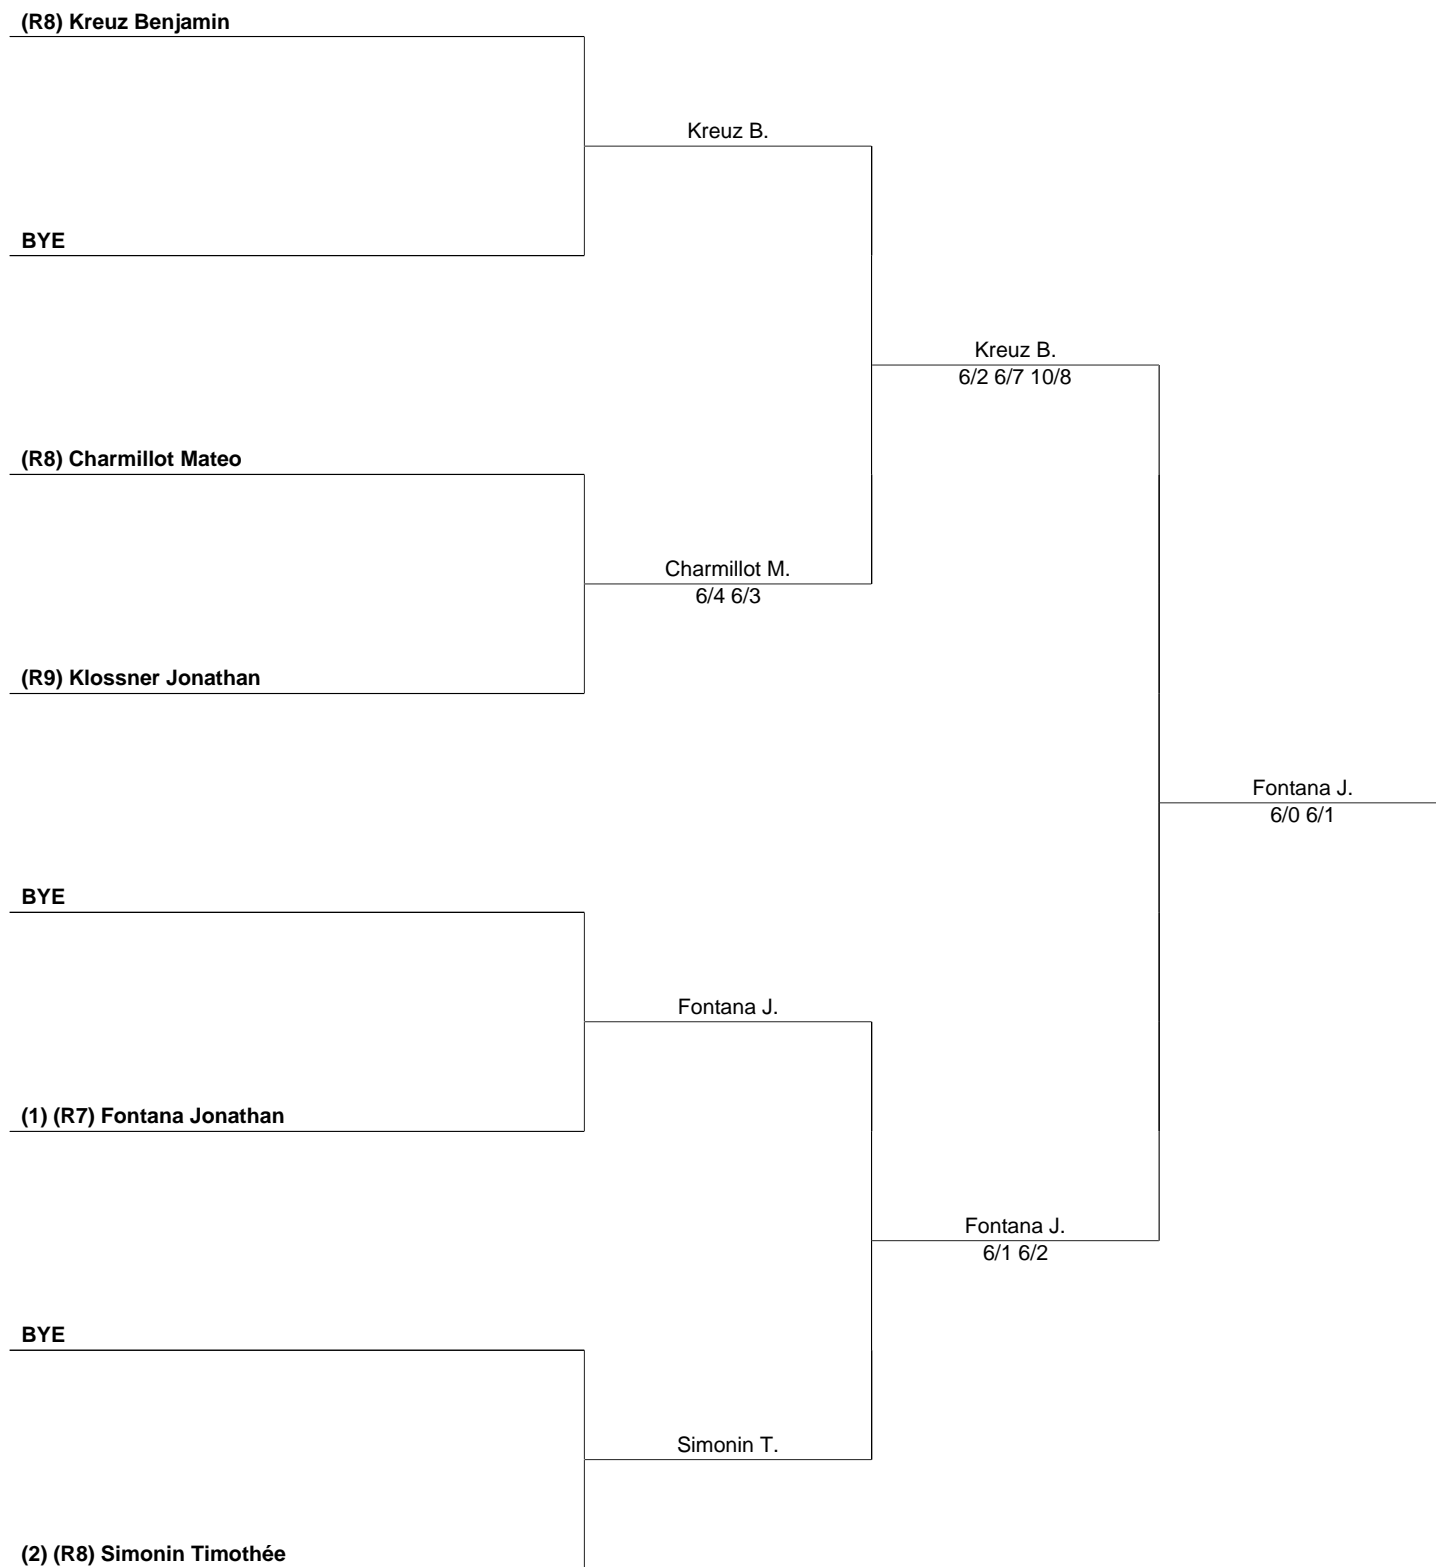 (R8) Kreuz Benjamin
Kreuz B.
BYE
Kreuz B.
6/2 6/7 10/8
(R8) Charmillot Mateo
Charmillot M.
6/4 6/3
(R9) Klossner Jonathan
Fontana J.
6/0 6/1
BYE
Fontana J.
(1) (R7) Fontana Jonathan
Fontana J.
6/1 6/2
BYE
Simonin T.
(2) (R8) Simonin Timothée